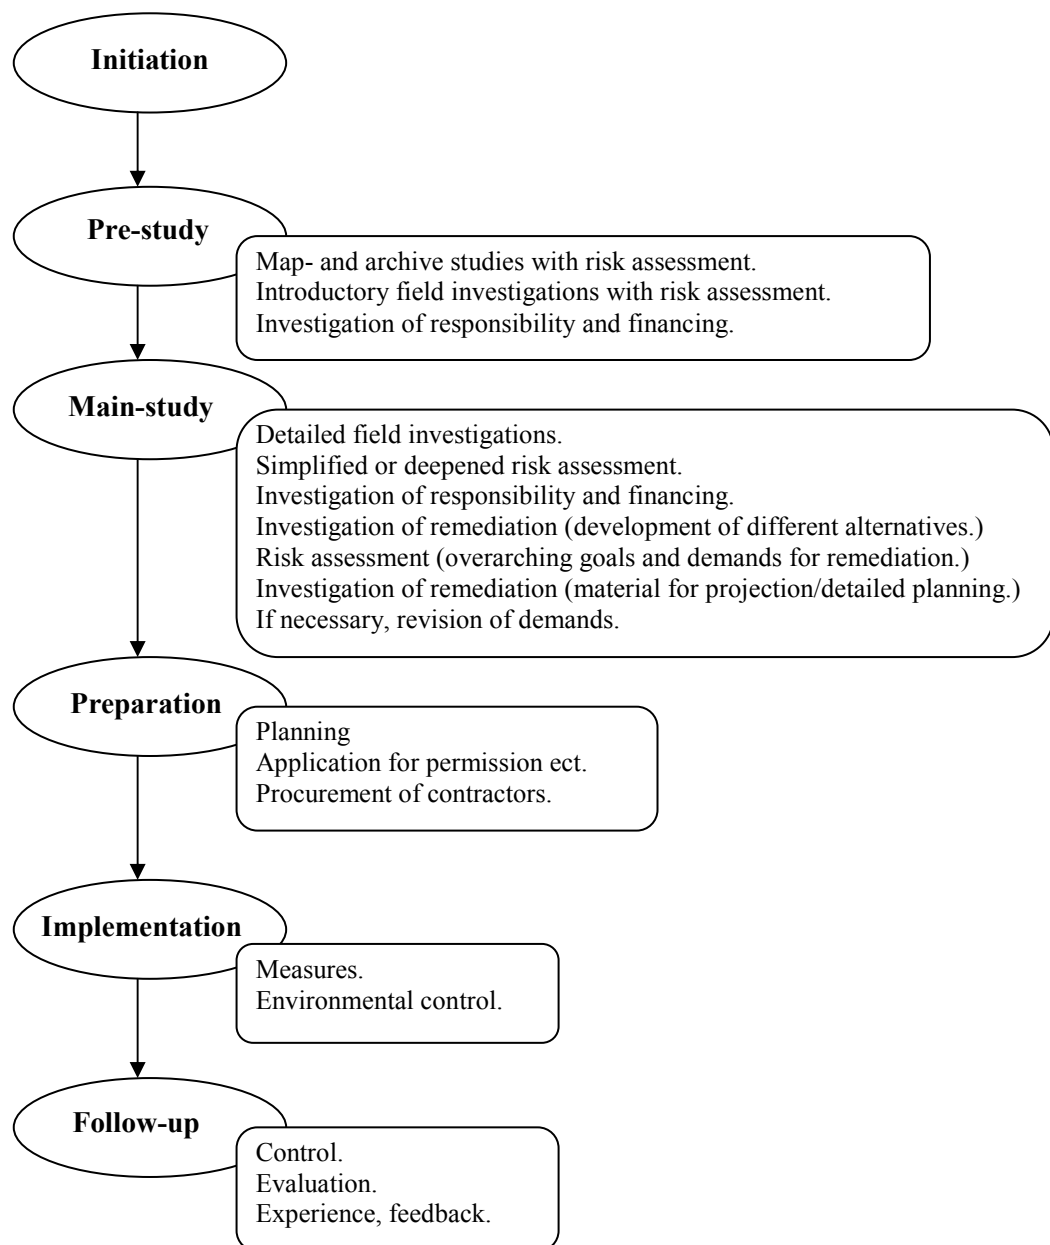 Initiation
Pre-study
Map- and archive studies with risk assessment.
Introductory field investigations with risk assessment.
Investigation of responsibility and financing.
Main-study
Detailed field investigations.
Simplified or deepened risk assessment.
Investigation of responsibility and financing.
Investigation of remediation (development of different alternatives.)
Risk assessment (overarching goals and demands for remediation.)
Investigation of remediation (material for projection/detailed planning.)
If necessary, revision of demands.
Preparation
Planning
Application for permission ect.
Procurement of contractors.
Implementation
Measures.
Environmental control.
Follow-up
Control.
Evaluation.
Experience, feedback.